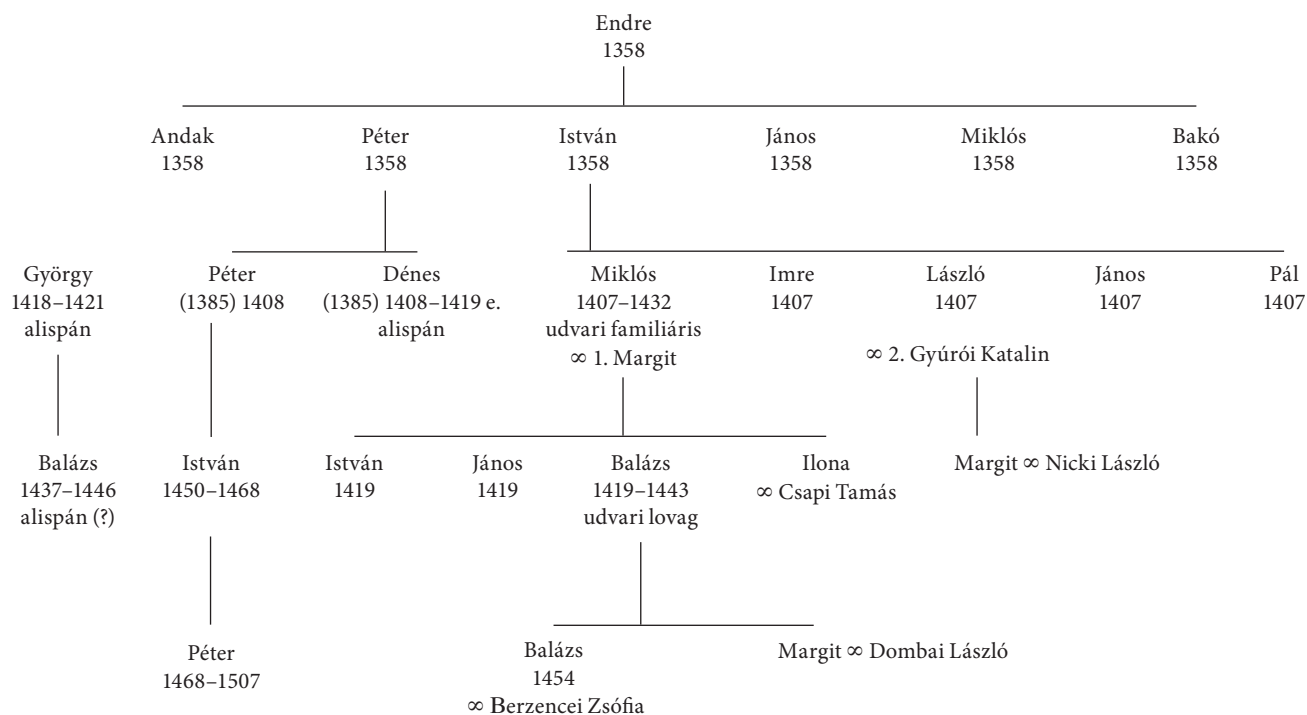 Endre
1358
Andak Péter István János Miklós Bakó
1358 1358 1358 1358 1358 1358
György Péter Dénes Miklós Imre László János Pál
1418–1421 (1385) 1408 (1385) 1408–1419 e. 1407–1432 1407 1407 1407 1407
alispán alispán udvari familiáris
∞ 1. Margit ∞ 2. Gyúrói Katalin
Balázs István István János Balázs Ilona Margit ∞ Nicki László
1437–1446 1450–1468 1419 1419 1419–1443 ∞ Csapi Tamás
alispán (?) udvari lovag
Péter Balázs Margit ∞ Dombai László
1468–1507 1454
∞ Berzencei Zsófia